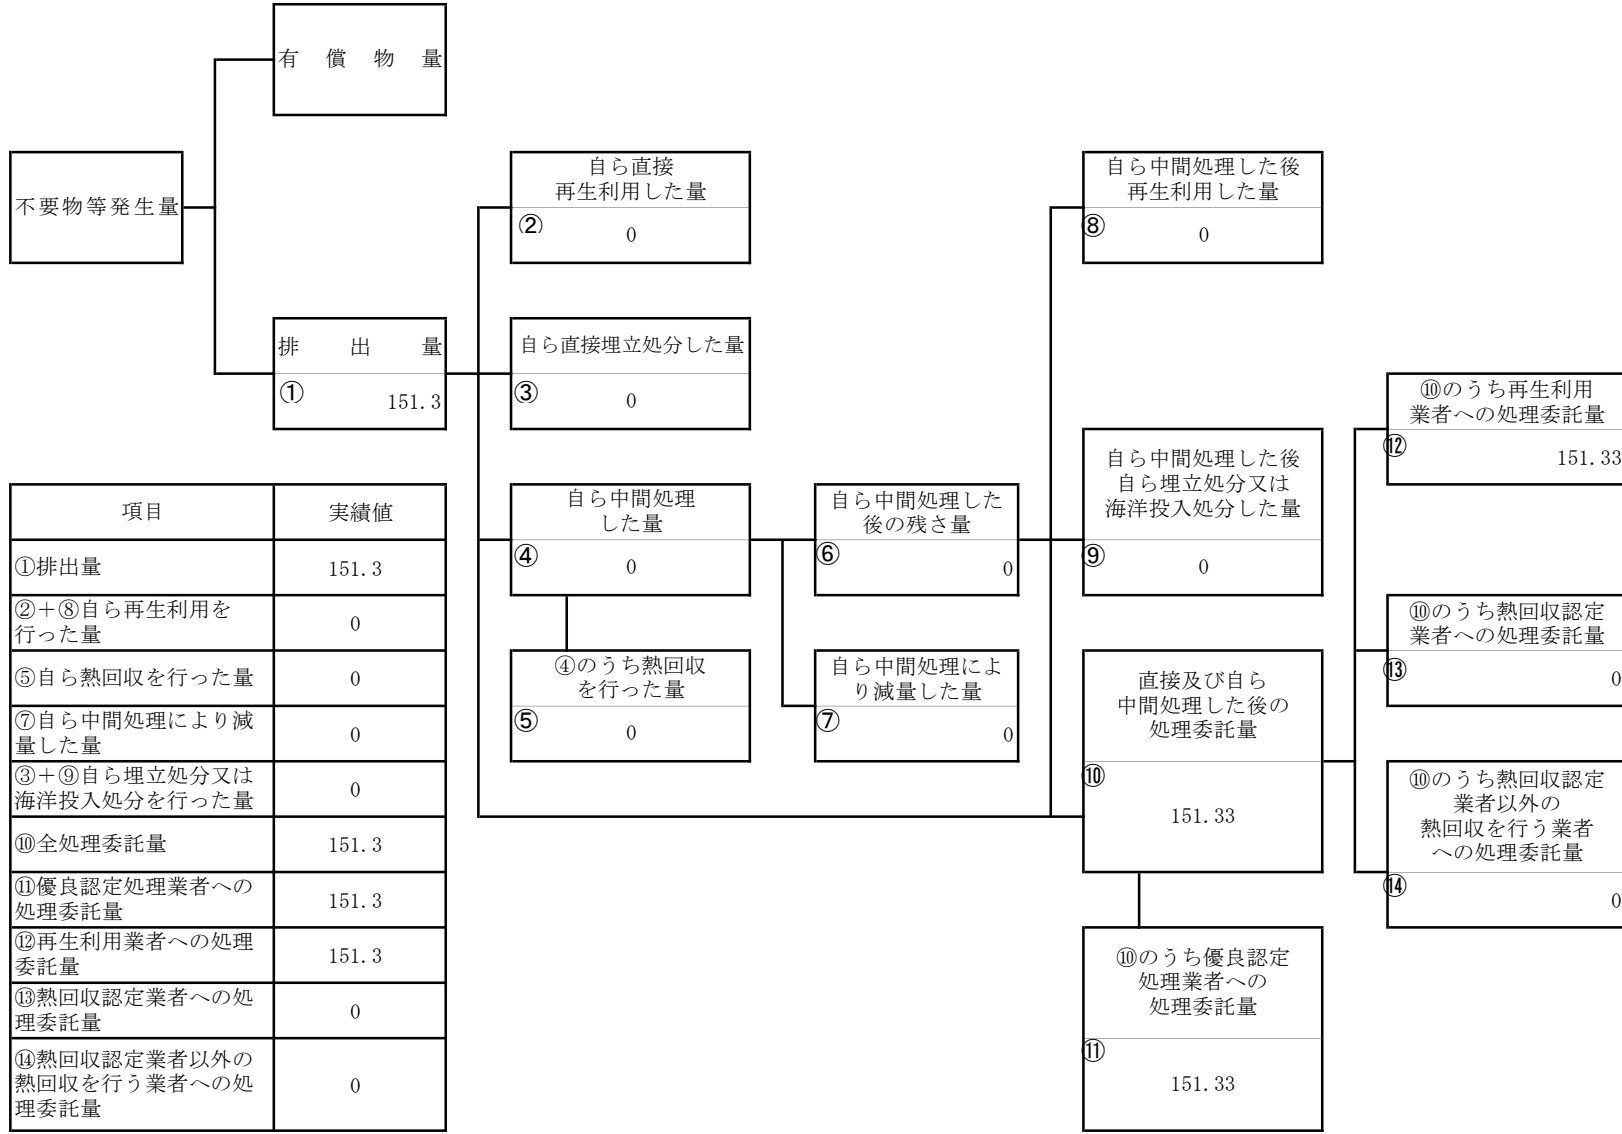 有償物量
不要物等発生量
排出量
①
151.3
自ら直接
再生利用した量
②
0
自ら直接埋立処分した量
③
0
自ら中間処理
した量
④
0
④のうち熱回収
を行った量
⑤
0
自ら中間処理した
後の残さ量
⑥
0
自ら中間処理によ
り減量した量
⑦
0
自ら中間処理した後
再生利用した量
⑧
0
自ら中間処理した後
自ら埋立処分又は
海洋投入処分した量
⑨
0
直接及び自ら
中間処理した後の
処理委託量
⑩
151.33
⑩のうち優良認定
処理業者への
処理委託量
⑪
151.33
⑩のうち再生利用
業者への処理委託量
⑫
151.33
⑩のうち熱回収認定
業者への処理委託量
⑬
0
⑩のうち熱回収認定
業者以外の
熱回収を行う業者
への処理委託量
⑭
0
項目 実績値
①排出量 151.3
②＋⑧自ら再生利用を
行った量 0
⑤自ら熱回収を行った量 0
⑦自ら中間処理により減
量した量 0
③＋⑨自ら埋立処分又は
海洋投入処分を行った量 0
⑩全処理委託量 151.3
⑪優良認定処理業者への
処理委託量 151.3
⑫再生利用業者への処理
委託量 151.3
⑬熱回収認定業者への処
理委託量 0
⑭熱回収認定業者以外の
熱回収を行う業者への処
理委託量 0